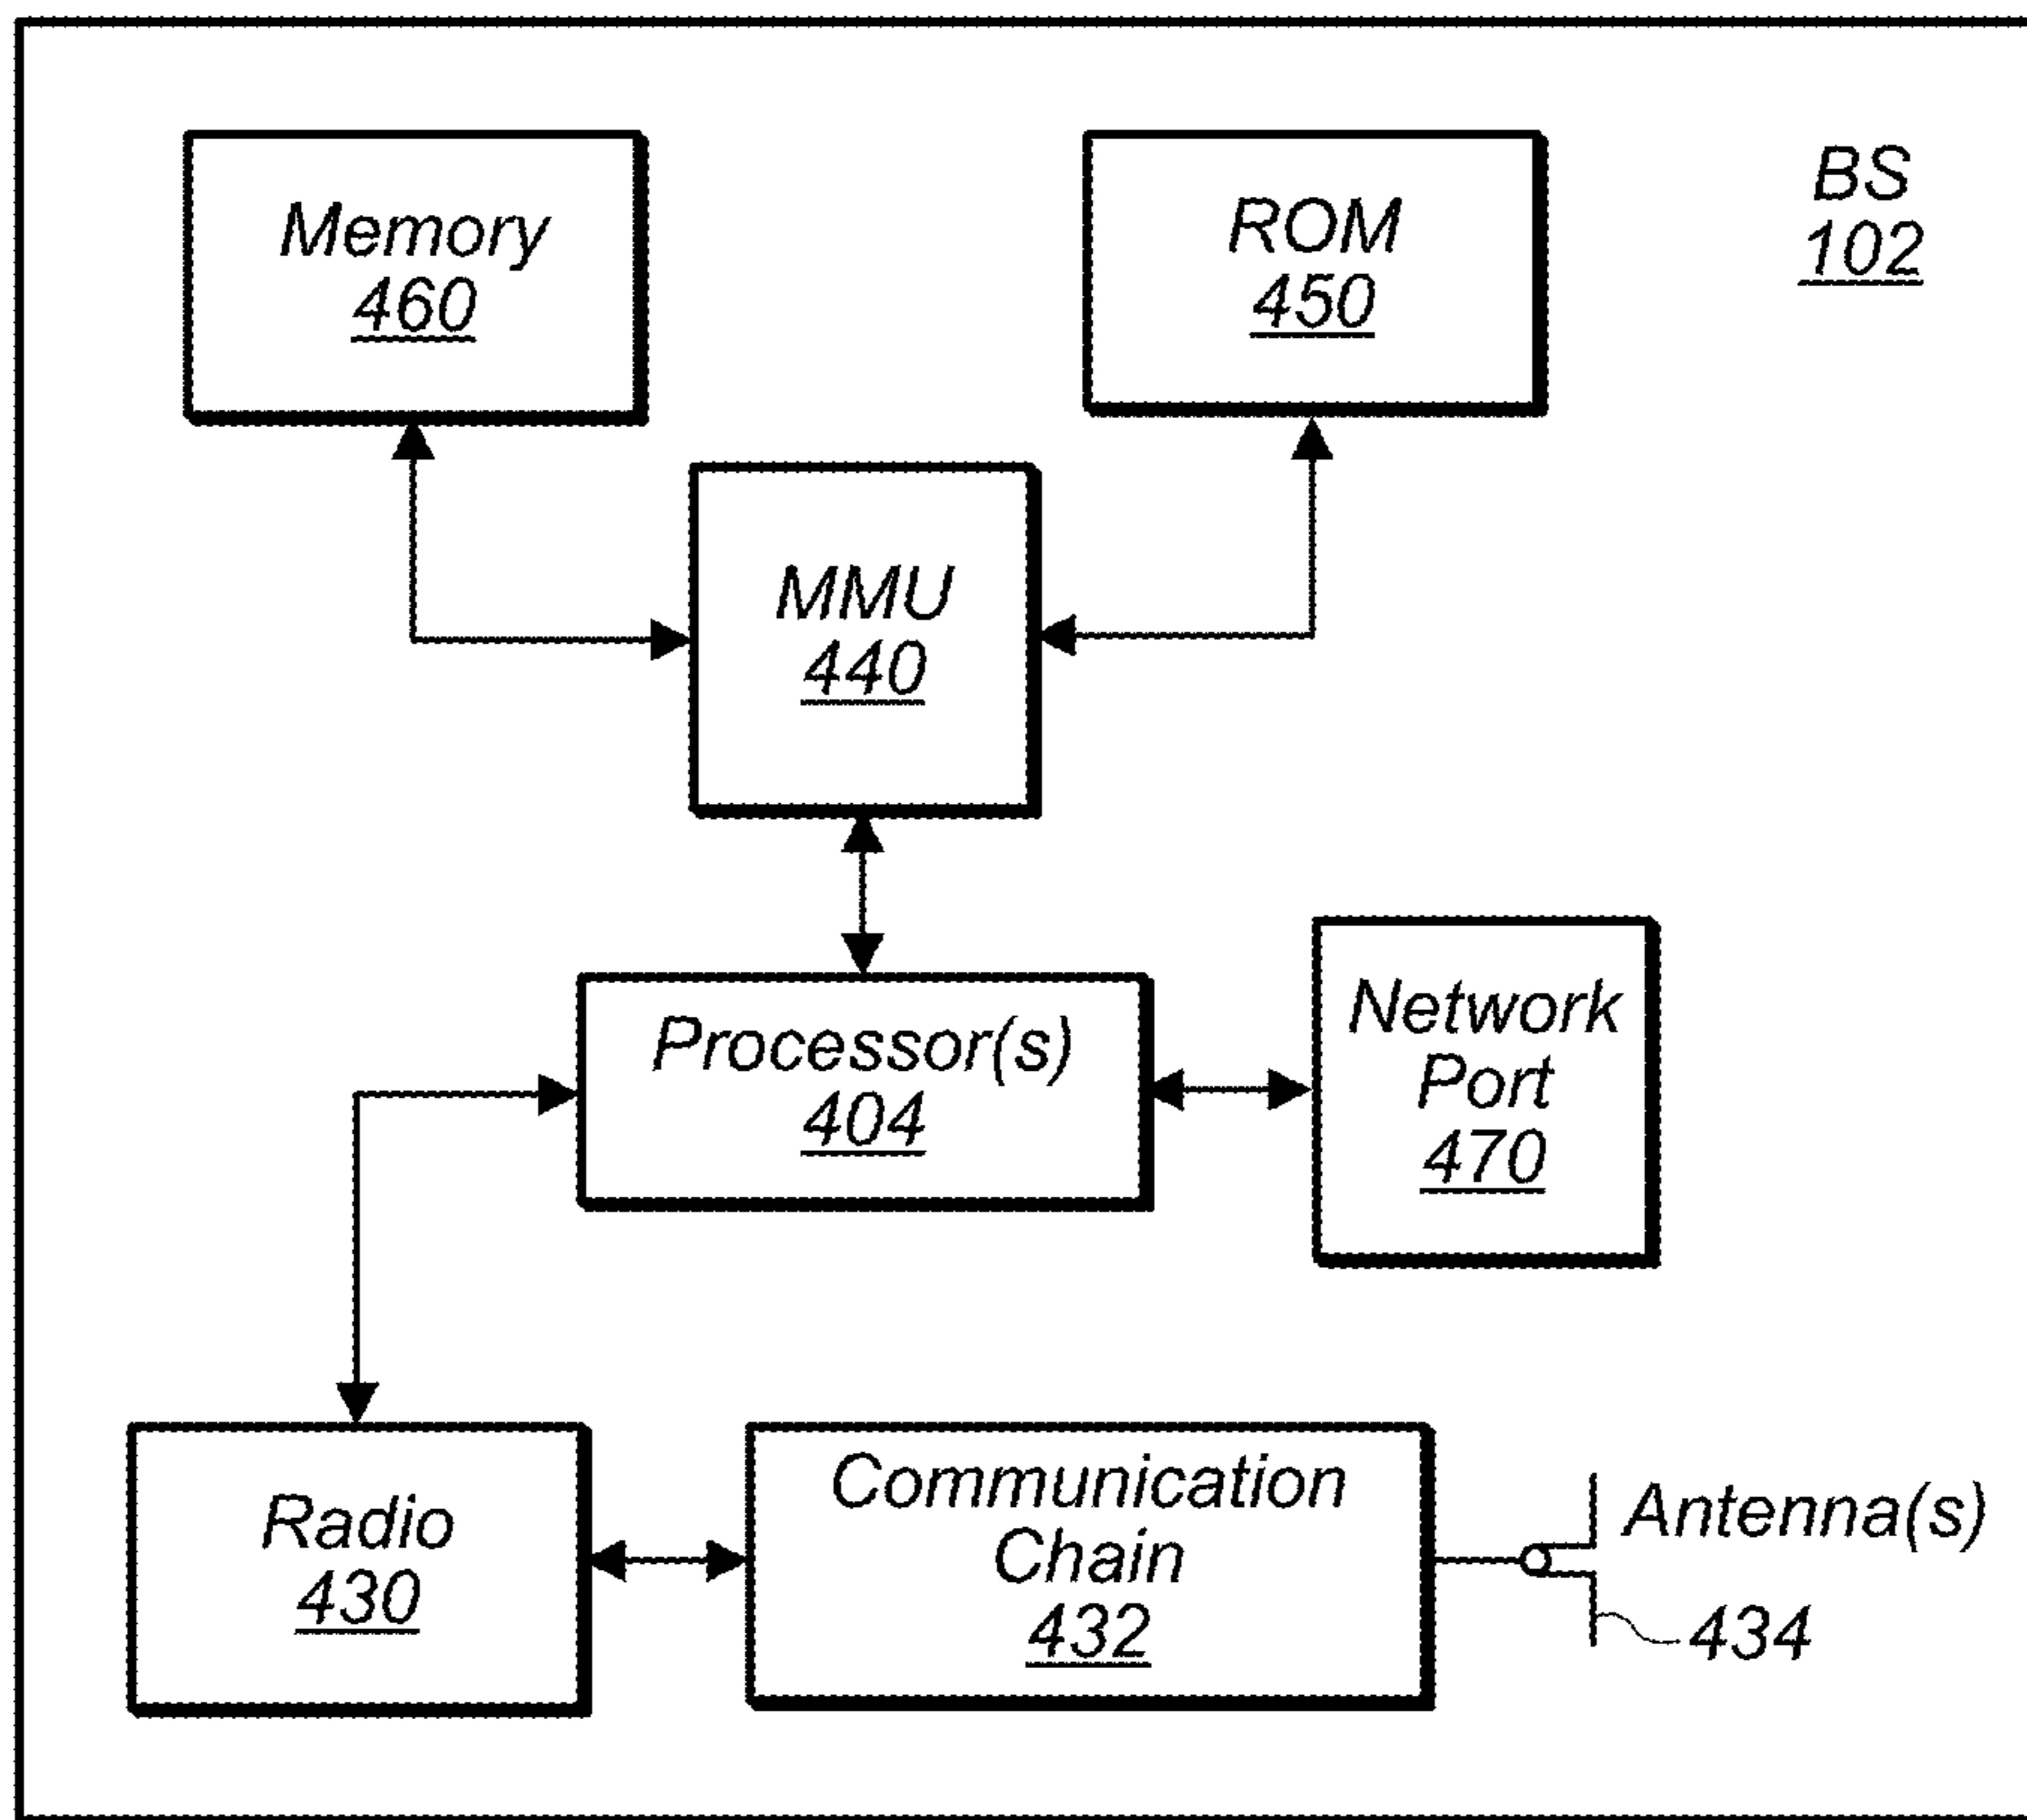 Memory
460
ROM
450
BS
102
MMU
440
Processor(s)
404
Network
Port
470
Radio
430
Communication
Chain
432
Antenna(s)
434